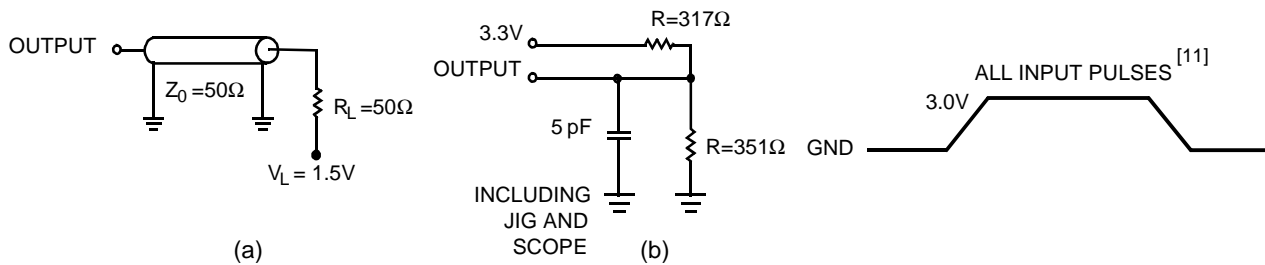 OUTPUT
Z0 =50Ω
RL =50Ω
VL = 1.5V
(a)
R=317Ω
3.3V
OUTPUT
5 pF
R=351Ω
INCLUDING
JIG AND
SCOPE
(b)
ALL INPUT PULSES [11]
3.0V
GND